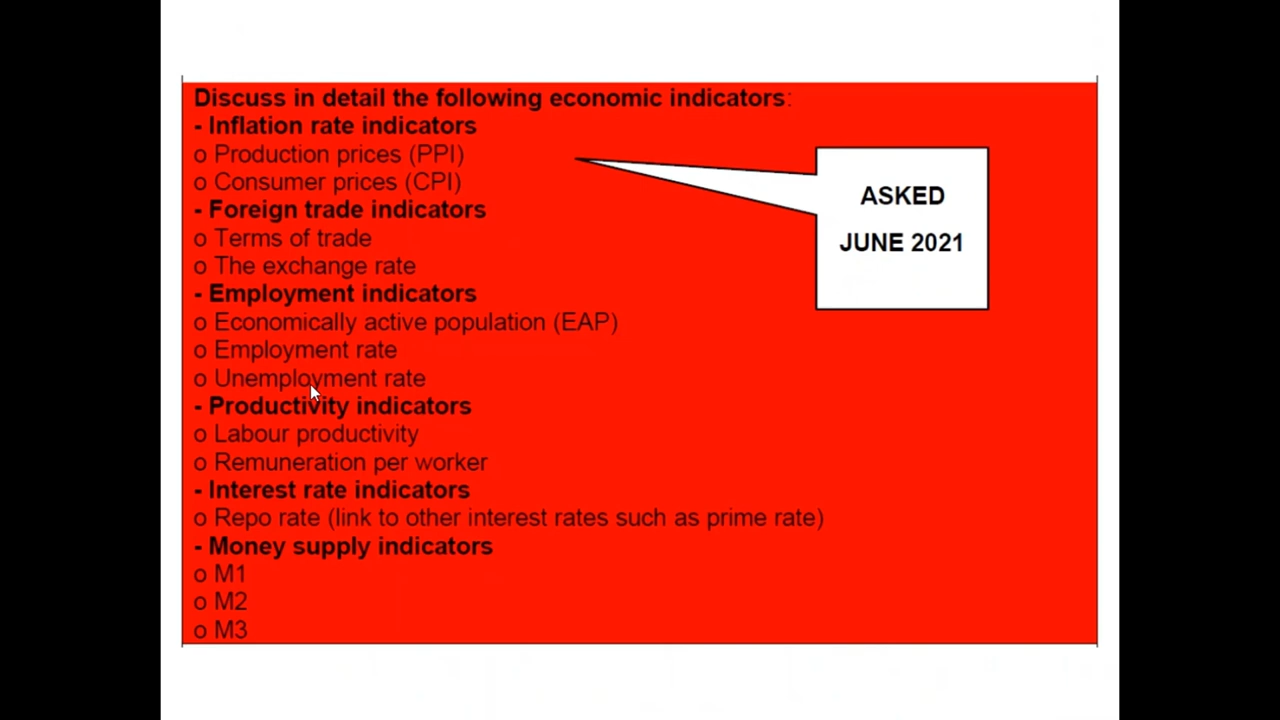 Discuss in detail the following economic indicators:
- Inflation rate indicators
o Production prices (PPI)
o Consumer prices (CPI)
- Foreign trade indicators
o Terms of trade
o The exchange rate
- Employment indicators
o Economically active population (EAP)
o Employment rate
o Unemployment rate
- Productivity indicators
o Labour productivity
o Remuneration per worker
- Interest rate indicators
o Repo rate (link to other interest rates such as prime rate)
- Money supply indicators
o M1
o M2
o M3
ASKED
JUNE 2021